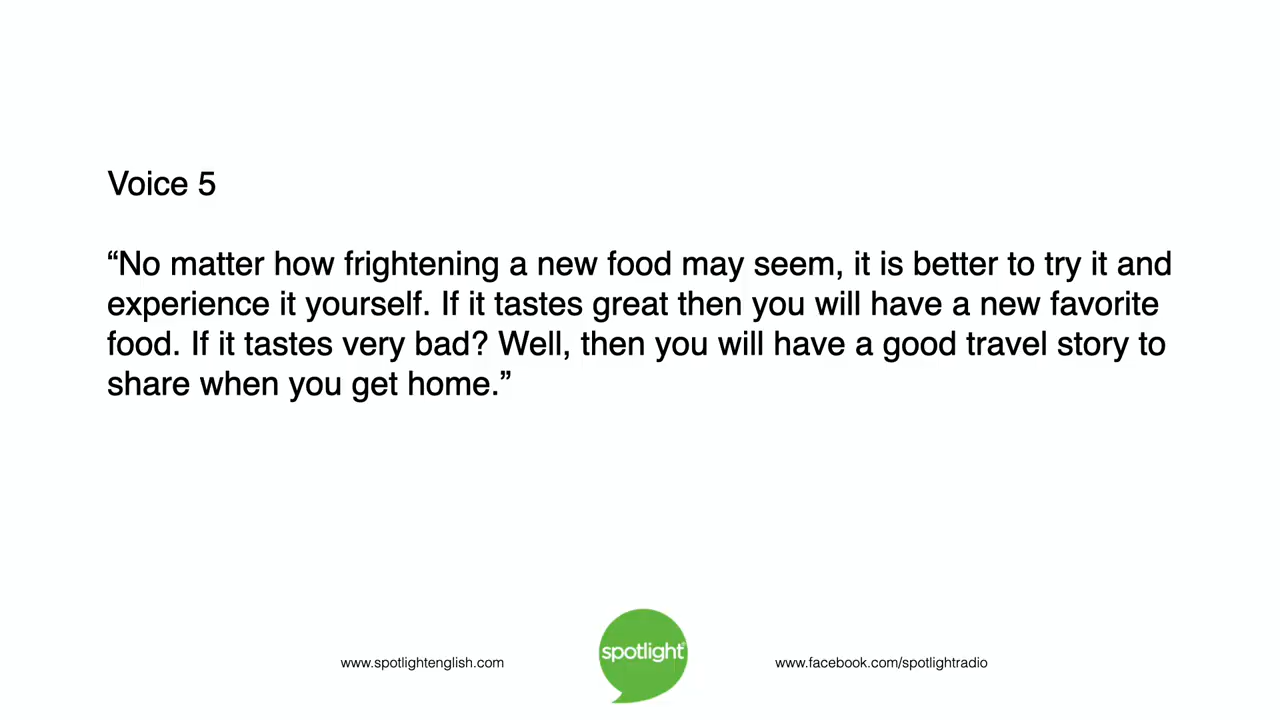 Voice 5
“No matter how frightening a new food may seem, it is better to try it and
experience it yourself. If it tastes great then you will have a new favorite
food. If it tastes very bad? Well, then you will have a good travel story to
share when you get home.”
www.spotlightenglish.com
spotlight
www.facebook.com/spotlightradio